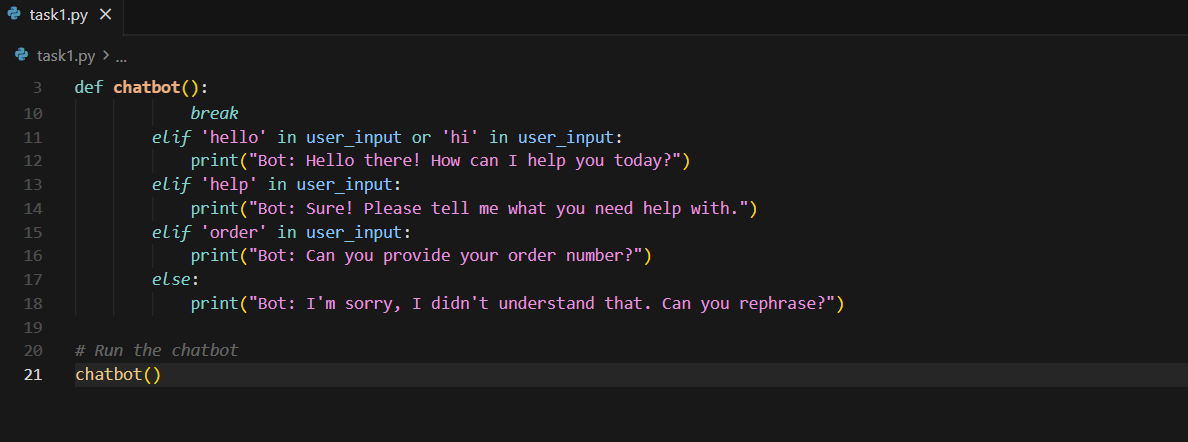 task1.py ×
task1.py > ...
3 def chatbot():
10 break
11 elif 'hello' in user_input or 'hi' in user_input:
12 print("Bot: Hello there! How can I help you today?")
13 elif 'help' in user_input:
14 print("Bot: Sure! Please tell me what you need help with.")
15 elif 'order' in user_input:
16 print("Bot: Can you provide your order number?")
17 else:
18 print("Bot: I'm sorry, I didn't understand that. Can you rephrase?")
19
20 # Run the chatbot
21 chatbot()